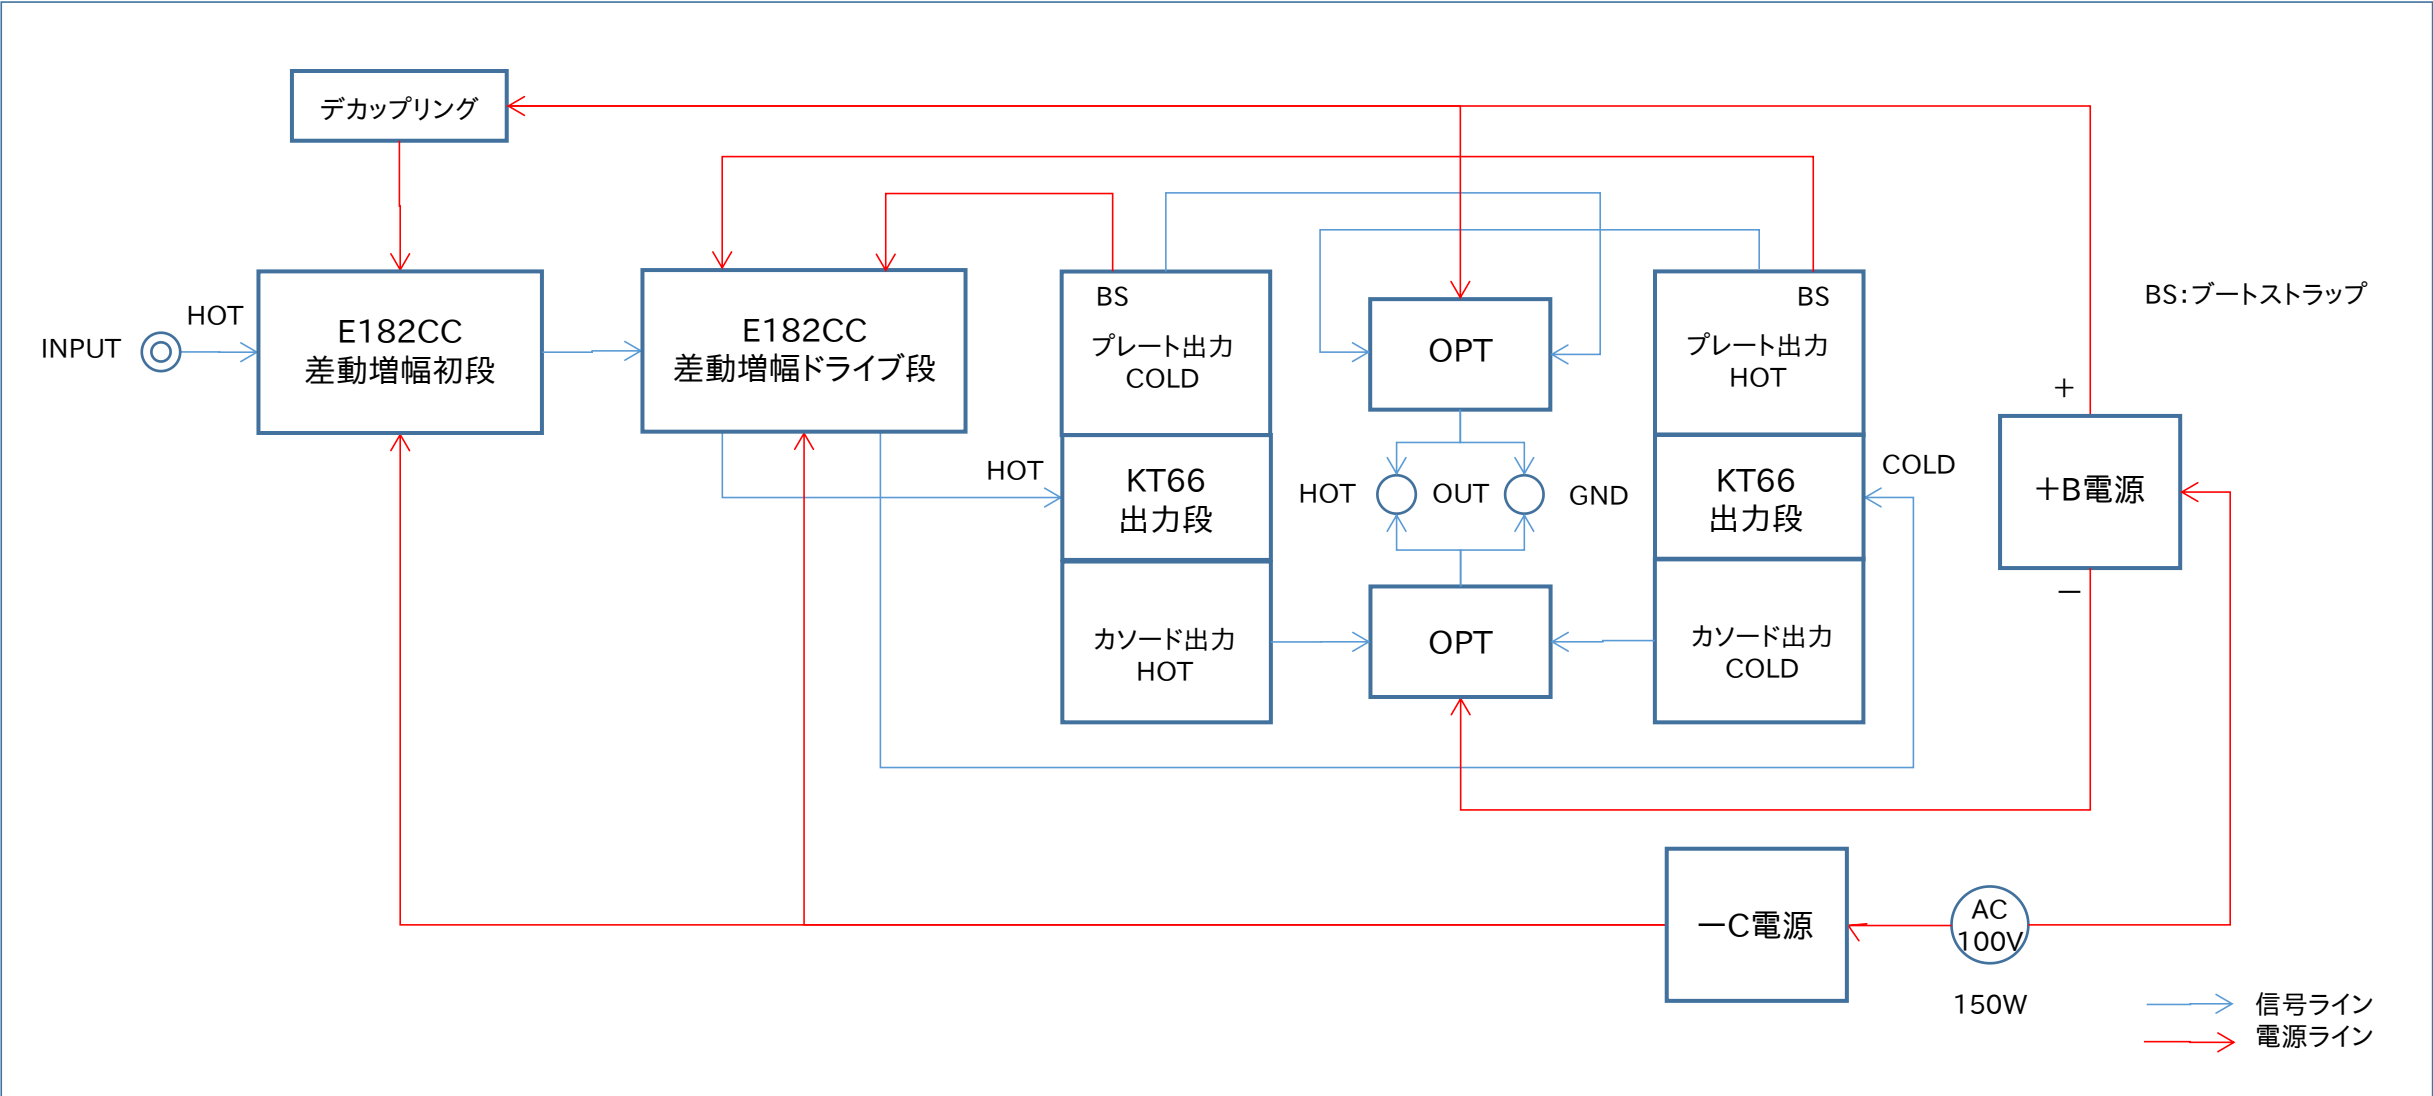 デカップリング
INPUT
HOT
E182CC
差動増幅初段
E182CC
差動増幅ドライブ段
BS
プレート出力
COLD
HOT
KT66
出力段
カソード出力
HOT
OPT
HOT
OUT
GND
OPT
BS
プレート出力
HOT
KT66
出力段
COLD
カソード出力
COLD
BS：ブートストラップ
＋
＋B電源
－
－C電源
AC
100V
150W
信号ライン
電源ライン